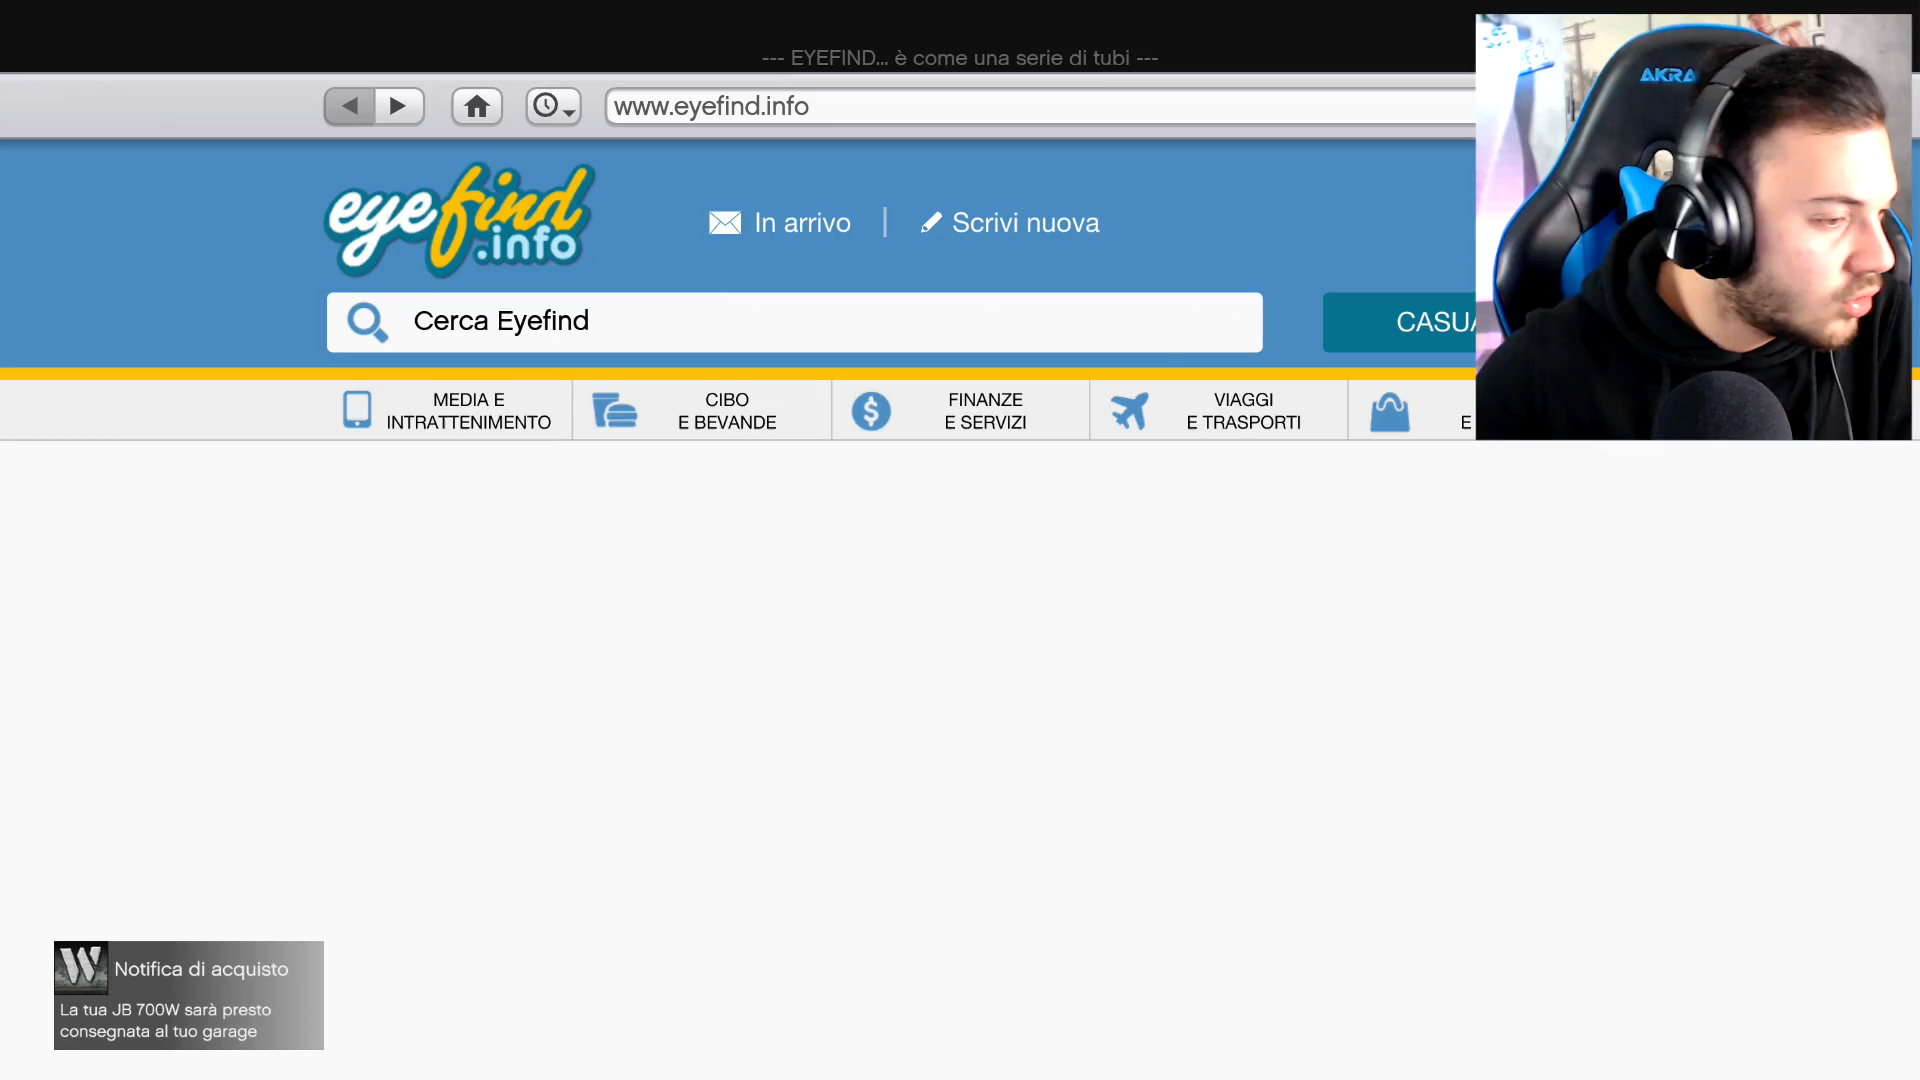 --- EYEFIND... è come una serie di tubi ---
www.eyefind.info
eyefind
.info
In arrivo
Scrivi nuova
Cerca Eyefind
CASUA
MEDIA E
INTRATTENIMENTO
CIBO
E BEVANDE
FINANZE
E SERVIZI
VIAGGI
E TRASPORTI
E
AKRA
W
Notifica di acquisto
La tua JB 700W sarà presto
consegnata al tuo garage